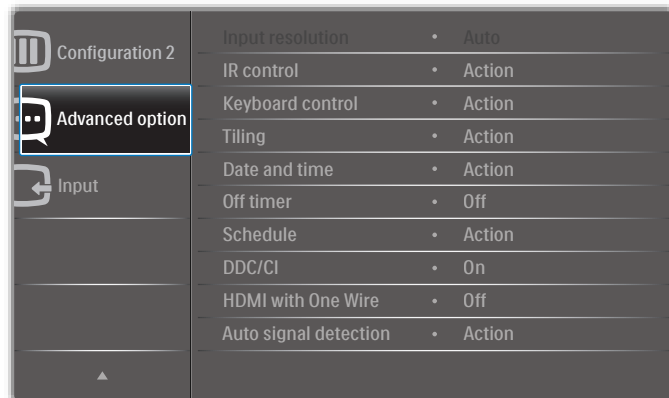 Configuration 2
Advanced option
Input
Input resolution • Auto
IR control • Action
Keyboard control • Action
Tiling • Action
Date and time • Action
Off timer • Off
Schedule • Action
DDC/CI • On
HDMI with One Wire • Off
Auto signal detection • Action